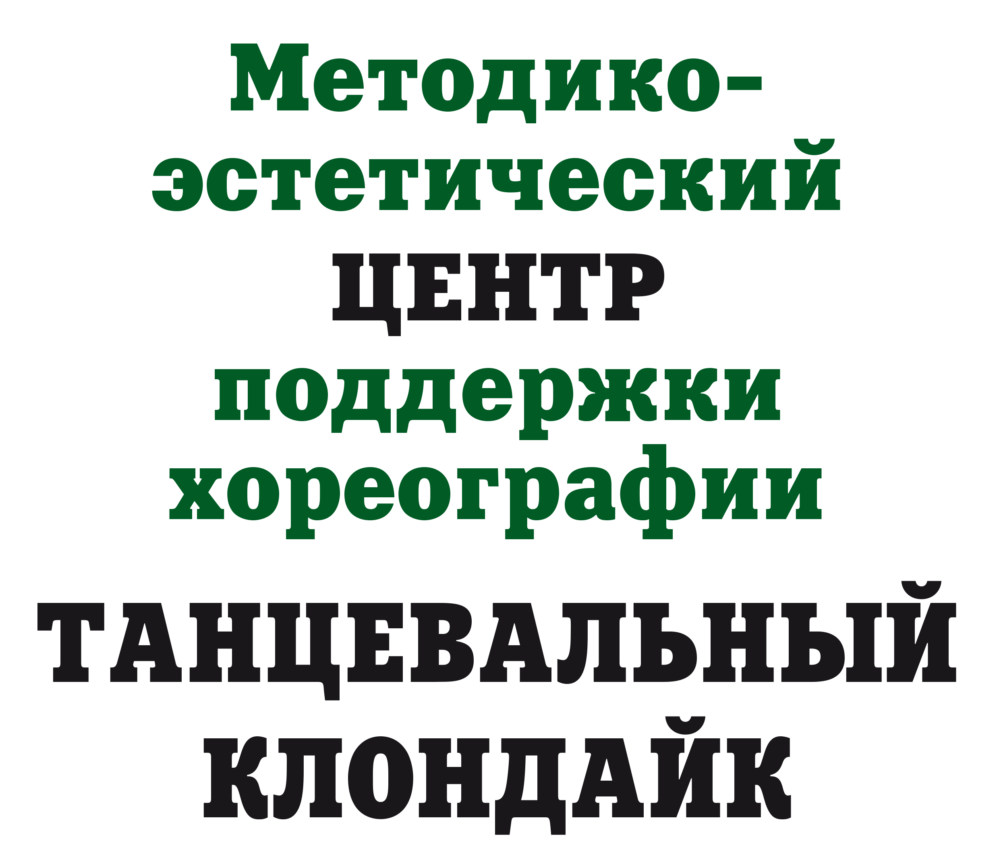 Методико-
эстетический
ЦЕНТР
поддержки
хореографии
ТАНЦЕВАЛЬНЫЙ
КЛОНДАЙК